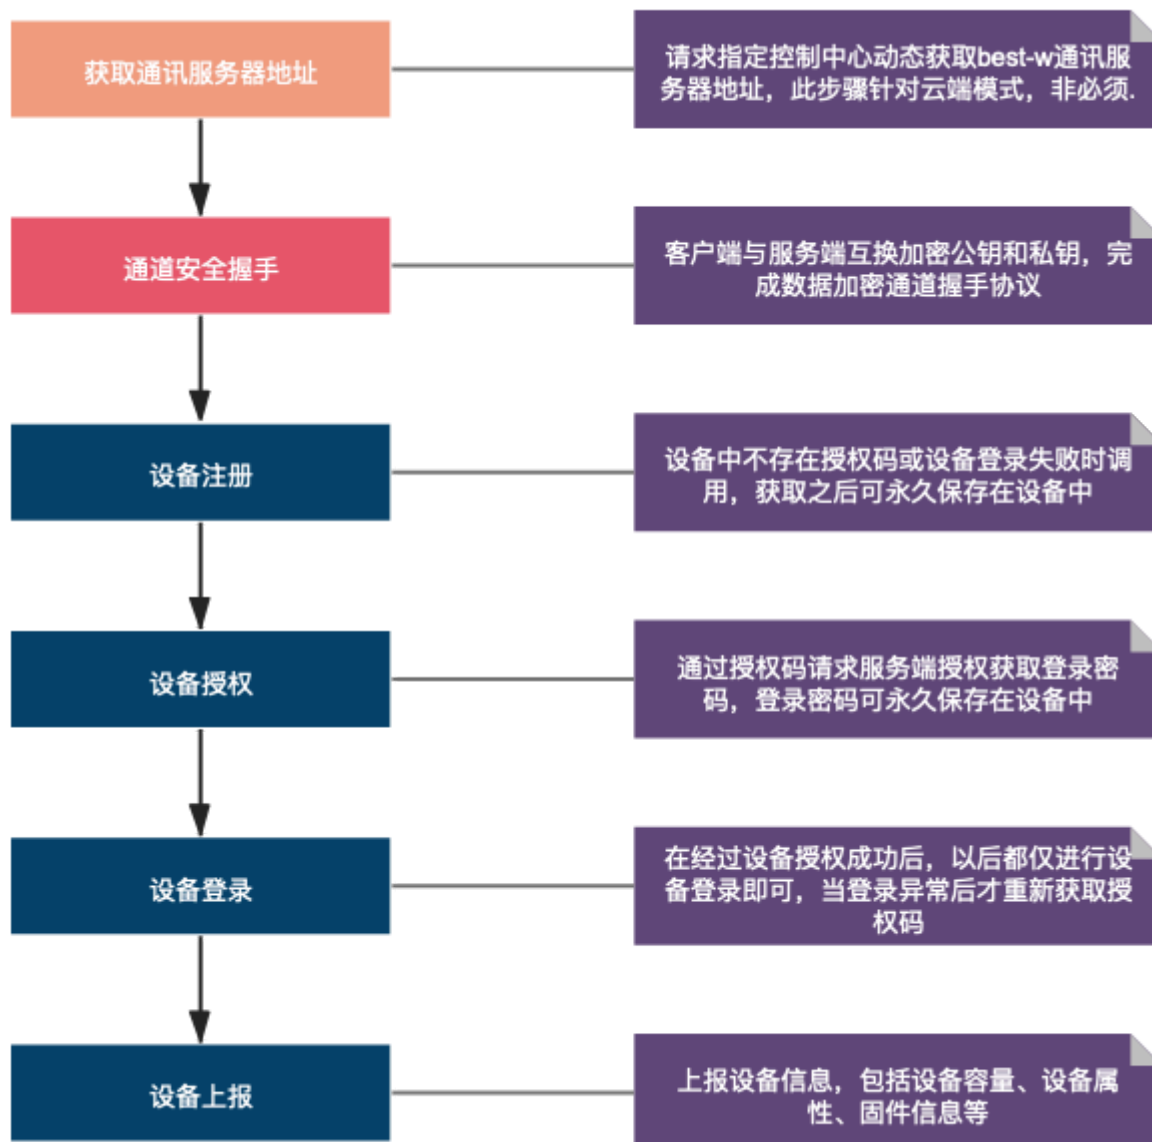 获取通讯服务器地址
请求指定控制中心动态获取best-w通讯服
务器地址，此步骤针对云端模式，非必须.
通道安全握手
客户端与服务端互换加密公钥和私钥，完
成数据加密通道握手协议
设备注册
设备中不存在授权码或设备登录失败时调
用，获取之后可永久保存在设备中
设备授权
通过授权码请求服务端授权获取登录密
码，登录密码可永久保存在设备中
设备登录
在经过设备授权成功后，以后都仅进行设
备登录即可，当登录异常后才重新获取授
权码
设备上报
上报设备信息，包括设备容量、设备属
性、固件信息等